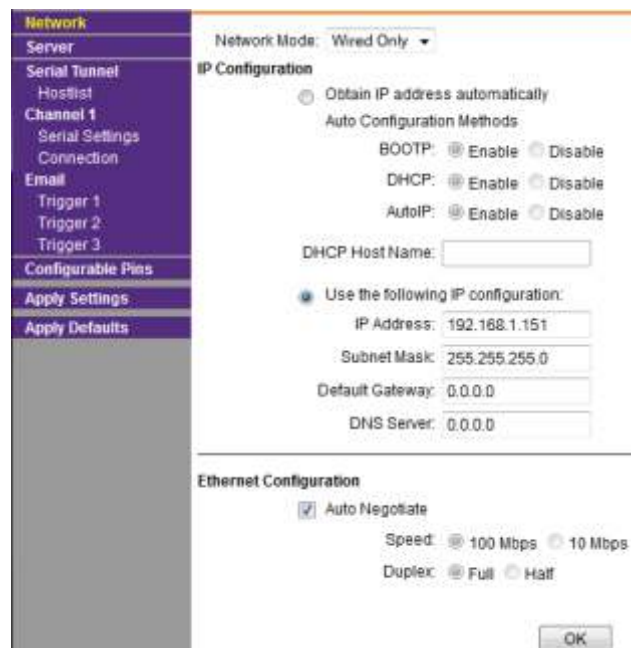 Network
Server
Serial Tunnel
Hostlist
Channel 1
Serial Settings
Connection
Email
Trigger 1
Trigger 2
Trigger 3
Configurable Pins
Apply Settings
Apply Defaults
Network Mode: Wired Only
IP Configuration
Obtain IP address automatically
Auto Configuration Methods
BOOTP: Enable Disable
DHCP: Enable Disable
AutoIP: Enable Disable
DHCP Host Name:
Use the following IP configuration:
IP Address: 192.168.1.151
Subnet Mask: 255.255.255.0
Default Gateway: 0.0.0.0
DNS Server: 0.0.0.0
Ethernet Configuration
Auto Negotiate
Speed: 100 Mbps 10 Mbps
Duplex: Full Half
OK